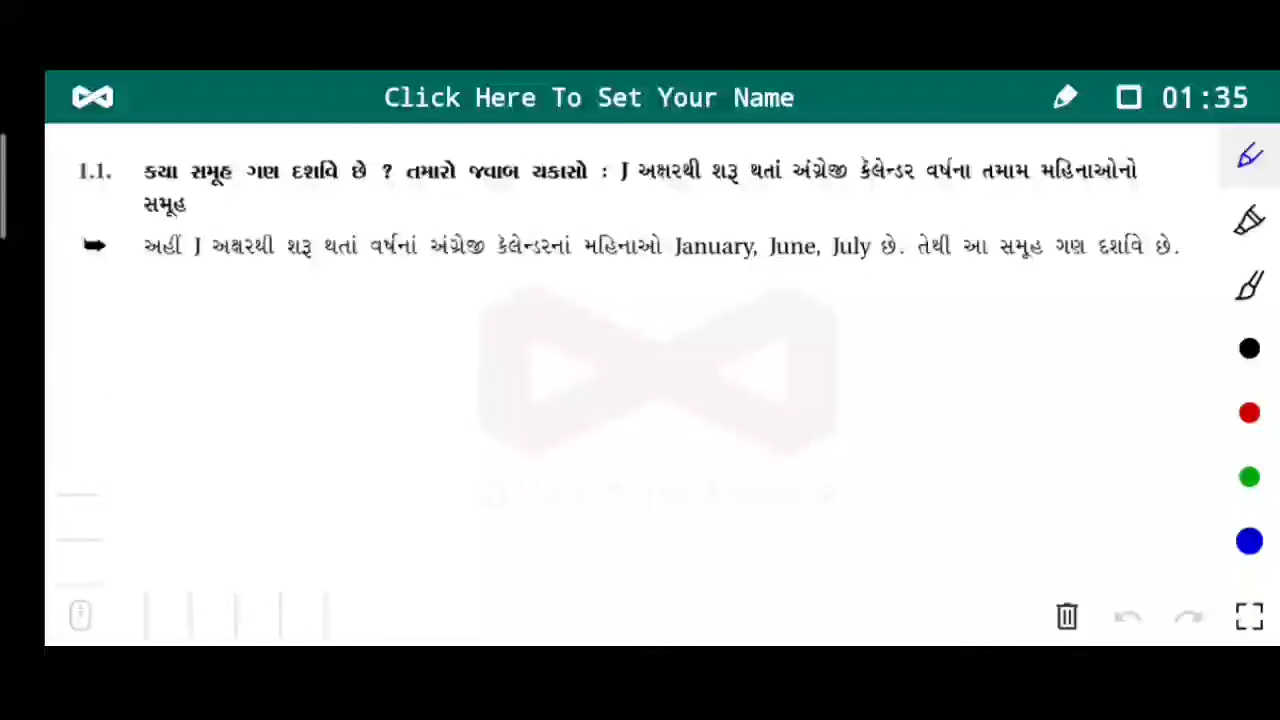 Click Here To Set Your Name
01:35
1.1. કયા સમૂહ ગણ દર્શાવે છે ? તમારો જવાબ ચકાસો : J અક્ષરથી શરૂ થતાં અંગ્રેજી કૅલેન્ડર વર્ષના તમામ મહિનાઓનો
સમૂહ
➥ અહીં J અક્ષરથી શરૂ થતાં વર્ષનાં અંગ્રેજી કૅલેન્ડરનાં મહિનાઓ January, June, July છે. તેથી આ સમૂહ ગણ દર્શાવે છે.